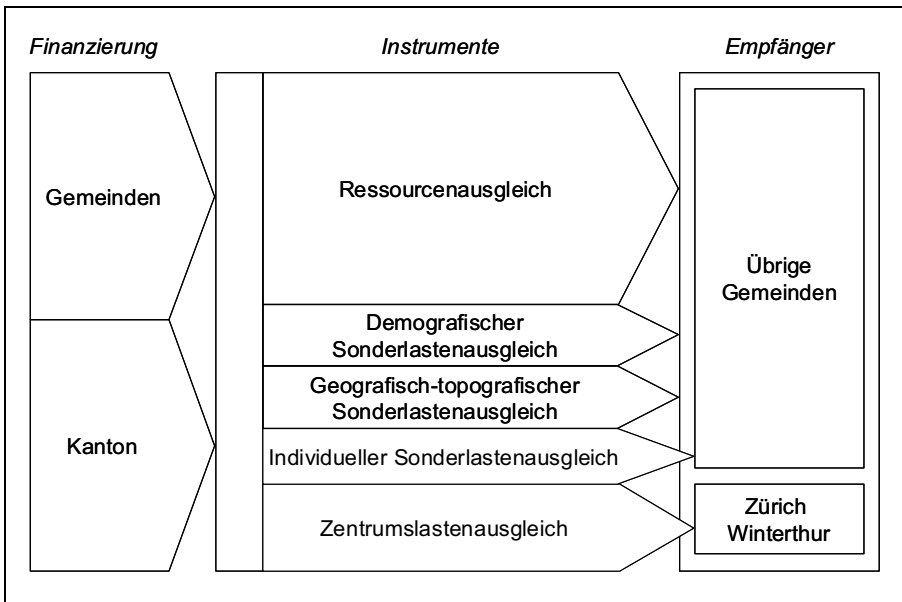 Finanzierung
Instrumente
Empfänger
Gemeinden
Kanton
Ressourcenausgleich
Demografischer
Sonderlastenausgleich
Geografisch-topografischer
Sonderlastenausgleich
Individueller Sonderlastenausgleich
Zentrumslastenausgleich
Übrige
Gemeinden
Zürich
Winterthur